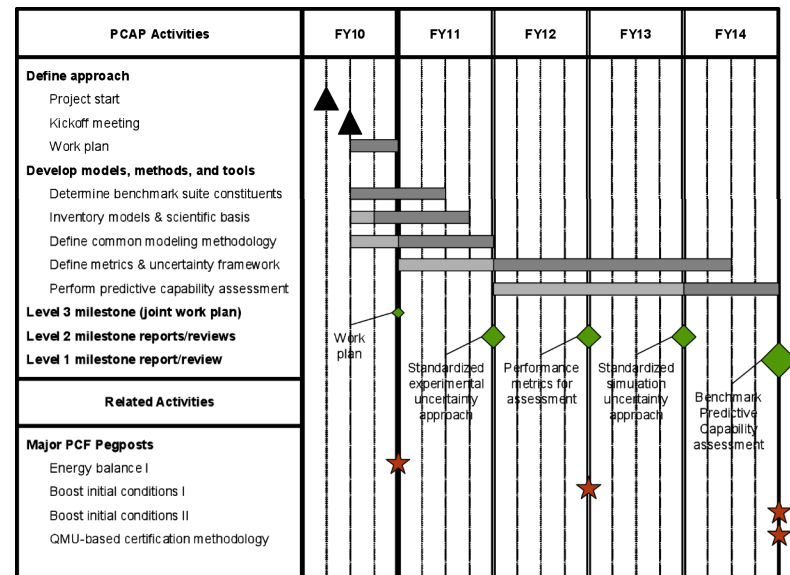 PCAP Activities FY10 FY11 FY12 FY13 FY14
Define approach
Project start
Kickoff meeting
Work plan
Develop models, methods, and tools
Determine benchmark suite constituents
Inventory models & scientific basis
Define common modeling methodology
Define metrics & uncertainty framework
Perform predictive capability assessment
Level 3 milestone (joint work plan)
Level 2 milestone reports/reviews
Level 1 milestone report/review
Work
plan
Standardized
experimental
uncertainty
approach
Performance
metrics for
assessment
Standardized
simulation
uncertainty
approach
Benchmark
Predictive
Capability
assessment
Related Activities
Major PCF Pegposts
Energy balance I
Boost initial conditions I
Boost initial conditions II
QMU-based certification methodology